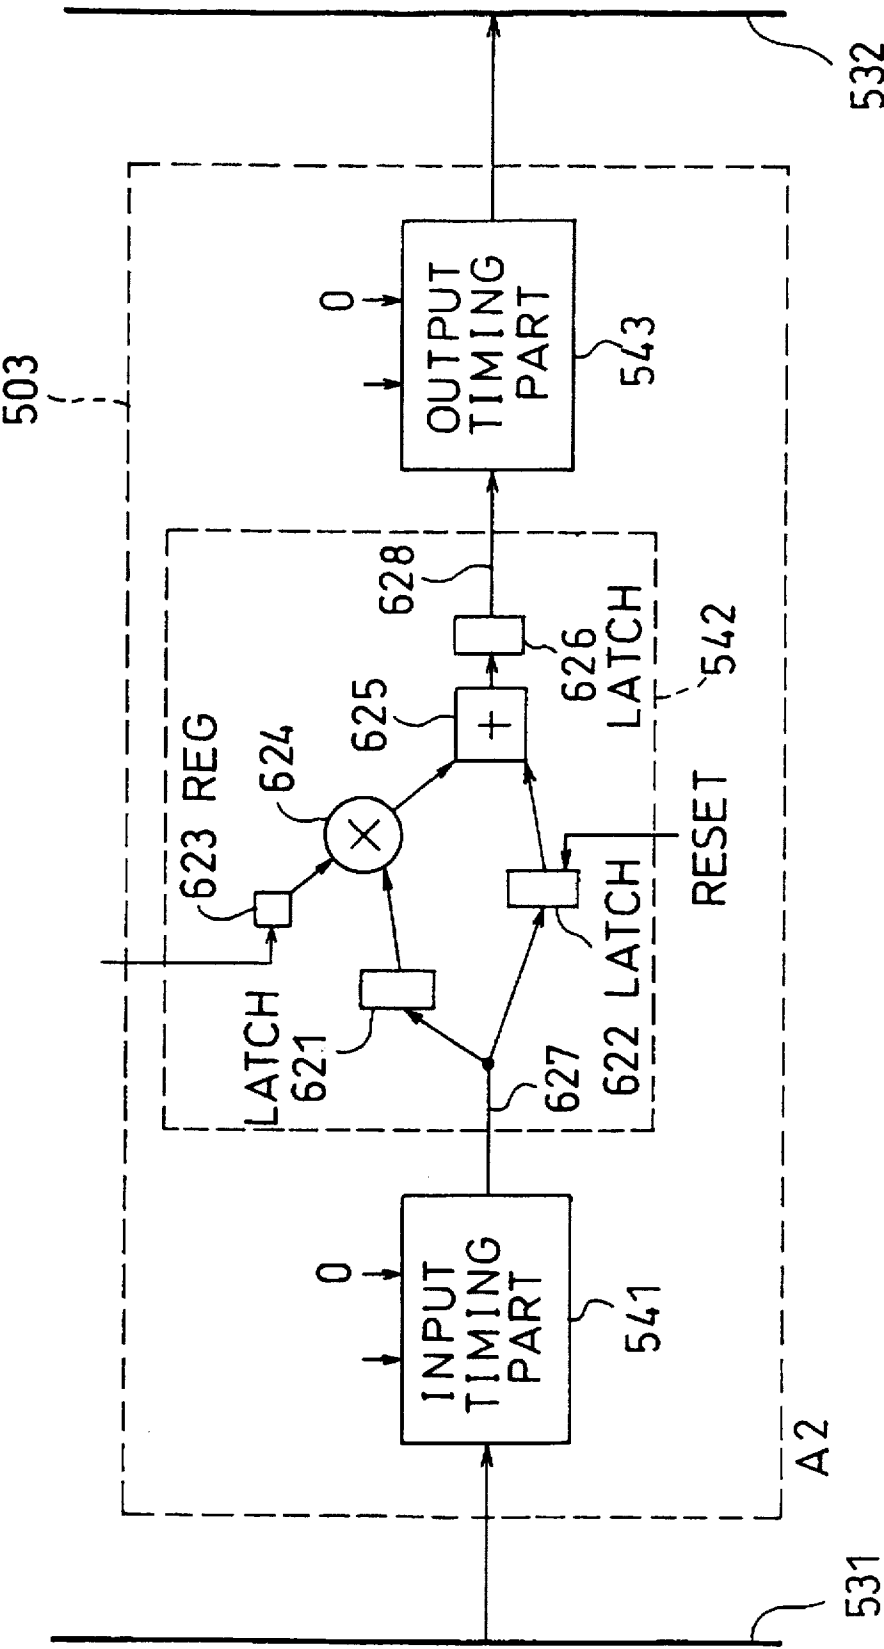 503
532
0
OUTPUT
TIMING
PART
543
628
626
LATCH
542
625
+
623 REG
624
×
RESET
622 LATCH
LATCH
621
627
0
INPUT
TIMING
PART
541
A2
531